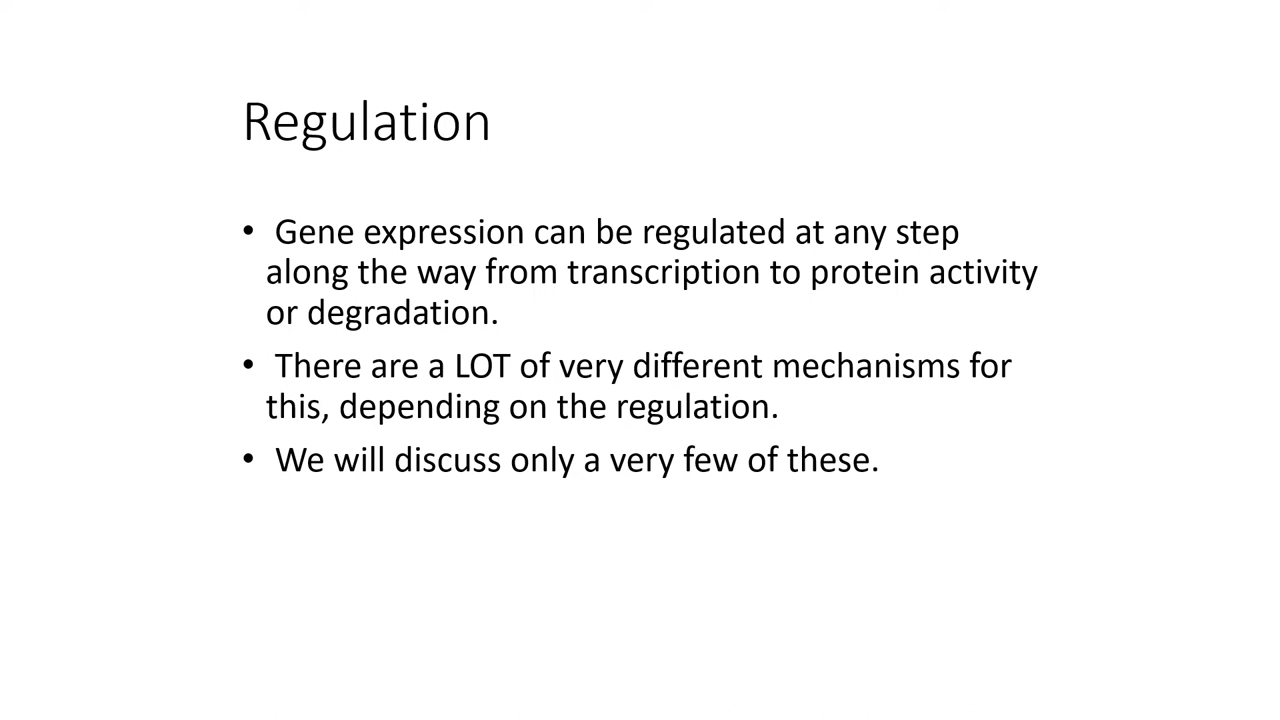 Regulation
• Gene expression can be regulated at any step
along the way from transcription to protein activity
or degradation.
• There are a LOT of very different mechanisms for
this, depending on the regulation.
• We will discuss only a very few of these.